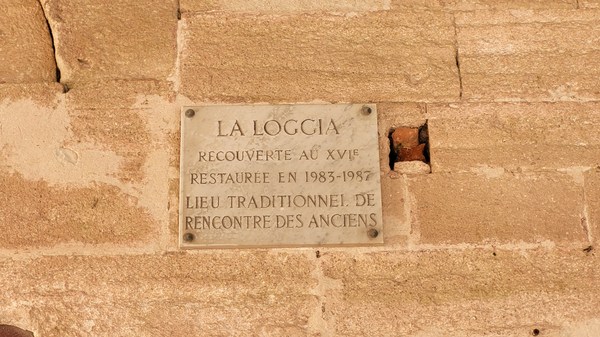 LA LOGGIA
RECOUVERTE AU XVIE
RESTAUREE EN 1983-1987
LIEU TRADITIONNEL DE
RENCONTRE DES ANCIENS